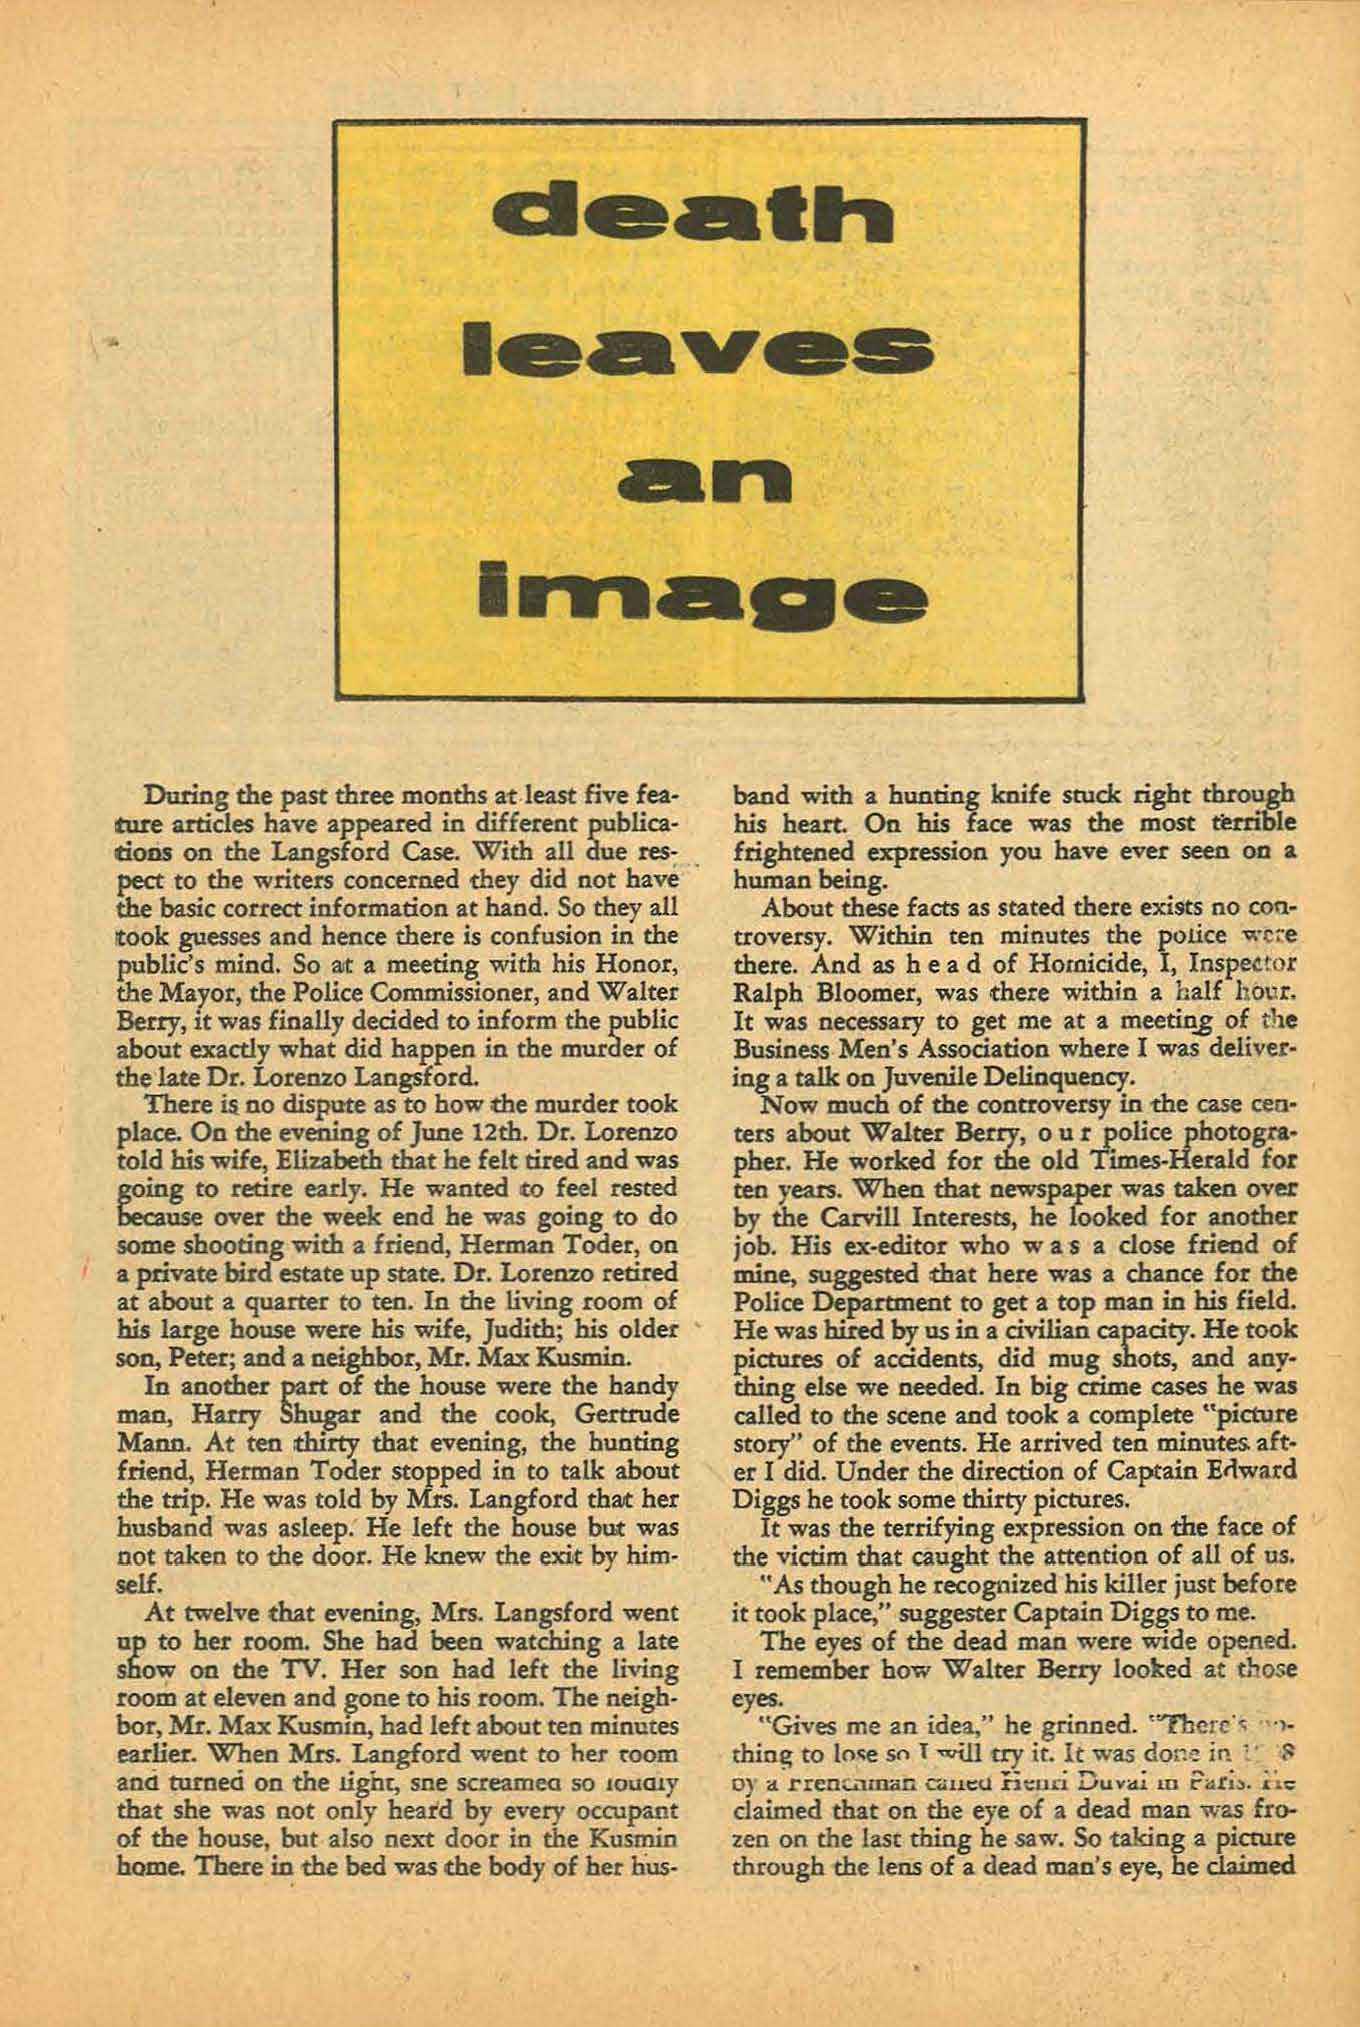 death
leaves
an
image
During the past three months at least five fea-
ture articles have appeared in different publica-
tions on the Langsford Case. With all due res-
pect to the writers concerned they did not have
the basic correct information at hand. So they all
took guesses and hence there is confusion in the
public's mind. So at a meeting with his Honor,
the Mayor, the Police Commissioner, and Walter
Berry, it was finally decided to inform the public
about exactly what did happen in the murder of
the late Dr. Lorenzo Langsford.
There is no dispute as to how the murder took
place. On the evening of June 12th. Dr. Lorenzo
told his wife, Elizabeth that he felt tired and was
going to retire early. He wanted to feel rested
because over the week end he was going to do
some shooting with a friend, Herman Toder, on
a private bird estate up state. Dr. Lorenzo retired
at about a quarter to ten. In the living room of
his large house were his wife, Judith; his older
son, Peter; and a neighbor, Mr. Max Kusmin.
In another part of the house were the handy
man, Harry Shugar and the cook, Gertrude
Mann. At ten thirty that evening, the hunting
friend, Herman Toder stopped in to talk about
the trip. He was told by Mrs. Langford that her
husband was asleep. He left the house but was
not taken to the door. He knew the exit by him-
self.
At twelve that evening, Mrs. Langsford went
up to her room. She had been watching a late
show on the TV. Her son had left the living
room at eleven and gone to his room. The neigh-
bor, Mr. Max Kusmin, had left about ten minutes
earlier. When Mrs. Langford went to her room
and turned on the light, she screamed so loudly
that she was not only heard by every occupant
of the house, but also next door in the Kusmin
home. There in the bed was the body of her hus-
band with a hunting knife stuck right through
his heart. On his face was the most terrible
frightened expression you have ever seen on a
human being.
About these facts as stated there exists no con-
troversy. Within ten minutes the police were
there. And as head of Homicide, I, Inspector
Ralph Bloomer, was there within a half hour.
It was necessary to get me at a meeting of the
Business Men's Association where I was deliver-
ing a talk on Juvenile Delinquency.
Now much of the controversy in the case cen-
ters about Walter Berry, our police photogra-
pher. He worked for the old Times-Herald for
ten years. When that newspaper was taken over
by the Carvill Interests, he looked for another
job. His ex-editor who was a close friend of
mine, suggested that here was a chance for the
Police Department to get a top man in his field.
He was hired by us in a civilian capacity. He took
pictures of accidents, did mug shots, and any-
thing else we needed. In big crime cases he was
called to the scene and took a complete "picture
story" of the events. He arrived ten minutes aft-
er I did. Under the direction of Captain Edward
Diggs he took some thirty pictures.
It was the terrifying expression on the face of
the victim that caught the attention of all of us.
"As though he recognized his killer just before
it took place," suggester Captain Diggs to me.
The eyes of the dead man were wide opened.
I remember how Walter Berry looked at those
eyes.
"Gives me an idea," he grinned. "There's no-
thing to lose so I will try it. It was done in
by a Frenchman called Henri Duval in Paris. He
claimed that on the eye of a dead man was fro-
zen on the last thing he saw. So taking a picture
through the lens of a dead man's eye, he claimed